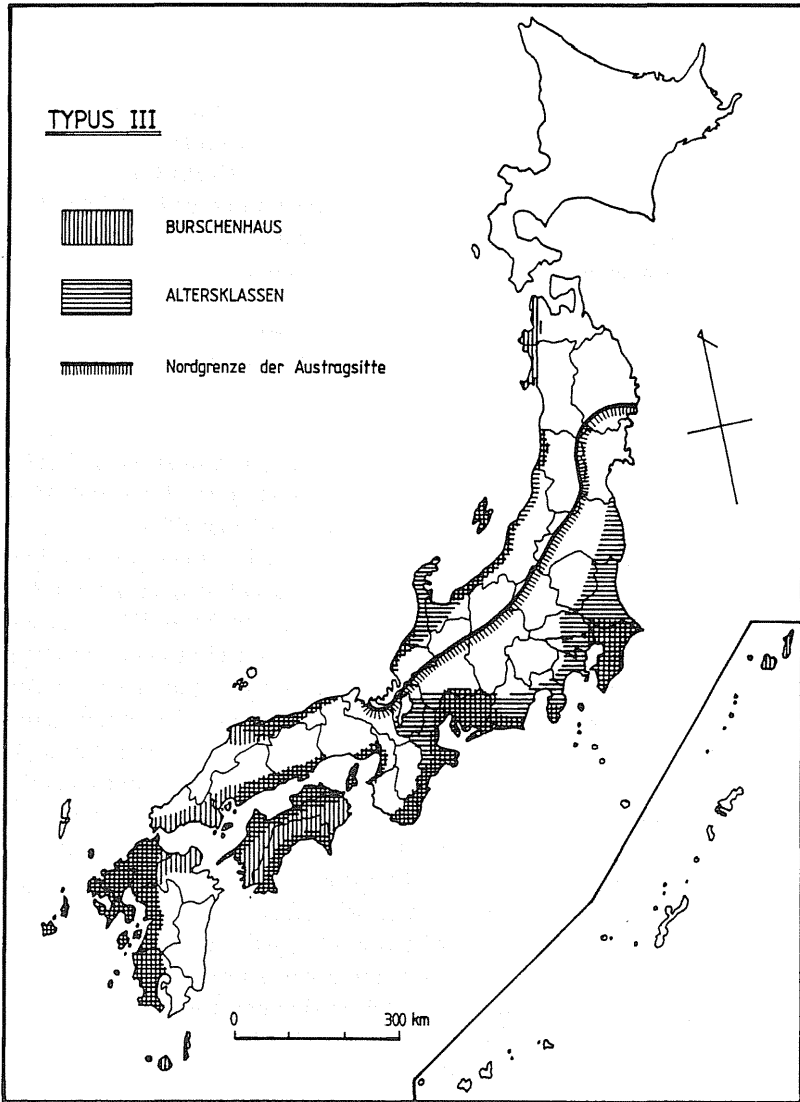 TYPUS III
BURSCHENHAUS
ALTERSKLASSEN
Nordgrenze der Austragsitte
0 300 km